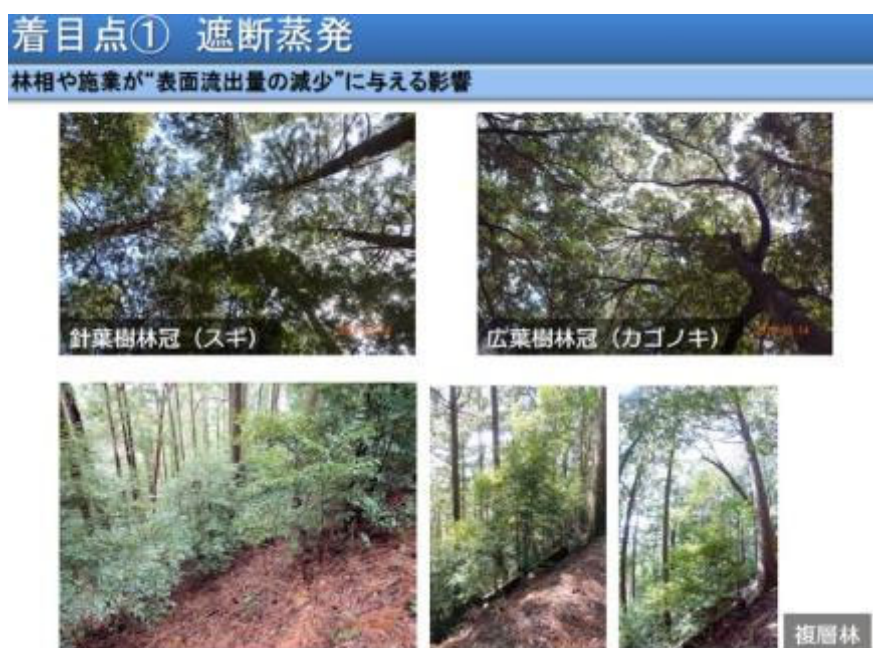 着目点① 遮断蒸発
林相や施業が“表面流出量の減少”に与える影響
針葉樹林冠（スギ）
広葉樹林冠（カゴノキ）
複層林